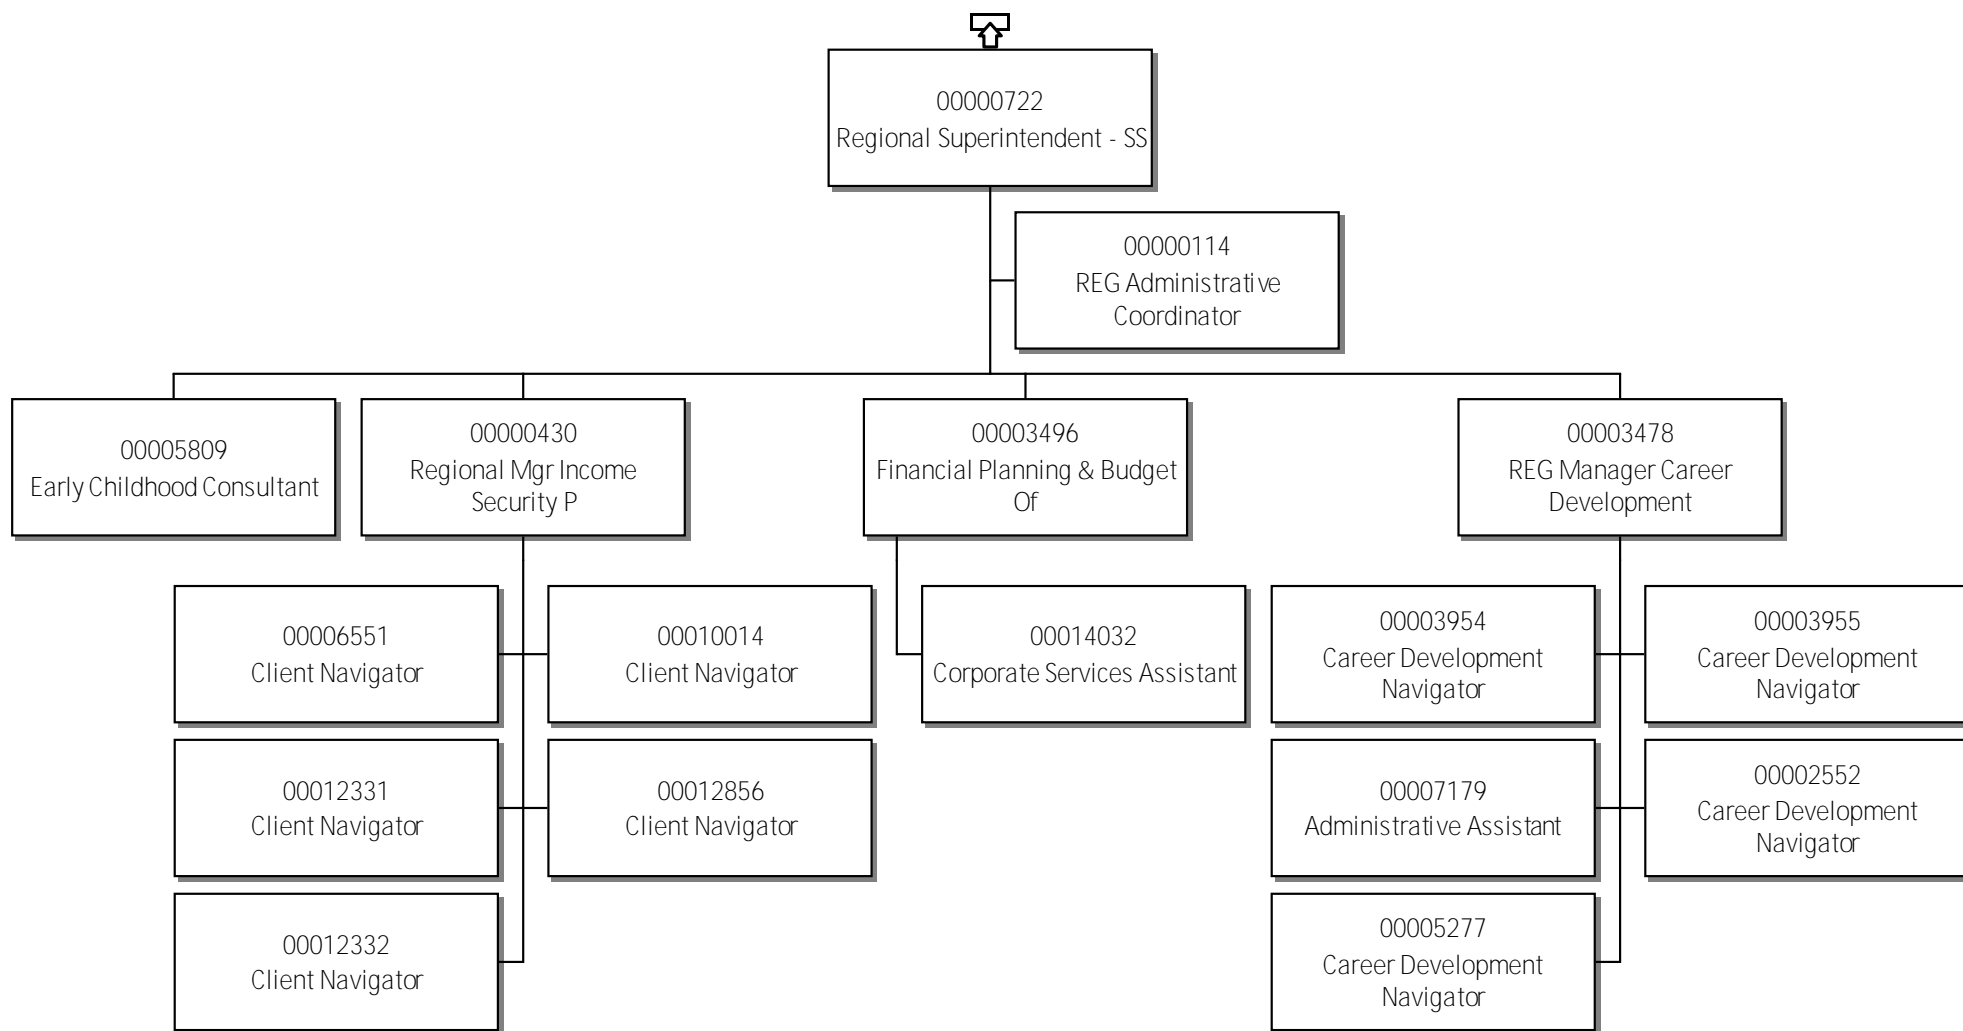 00000722
Regional Superintendent - SS
00000114
REG Administrative
Coordinator
00005809
Early Childhood Consultant
00000430
Regional Mgr Income
Security P
00003496
Financial Planning & Budget
Of
00003478
REG Manager Career
Development
00006551
Client Navigator
00010014
Client Navigator
00014032
Corporate Services Assistant
00003954
Career Development
Navigator
00003955
Career Development
Navigator
00012331
Client Navigator
00012856
Client Navigator
00007179
Administrative Assistant
00002552
Career Development
Navigator
00012332
Client Navigator
00005277
Career Development
Navigator